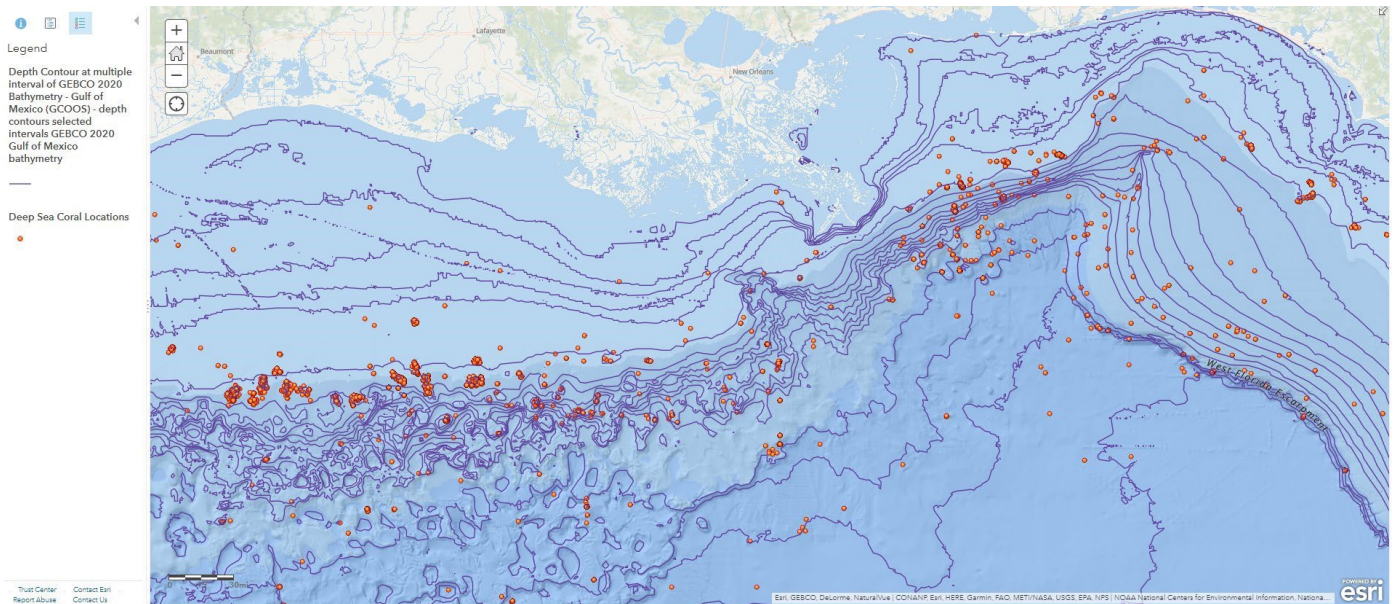 Legend
Depth Contour at multiple
interval of GEBCO 2020
Bathymetry - Gulf of
Mexico (GCOOS) - depth
contours selected
intervals GEBCO 2020
Gulf of Mexico
bathymetry
Deep Sea Coral Locations
Trust Center
Contact Esri
Report Abuse
Contact Us
Beaumont
Lafayette
New Orleans
West Florida Escarpment
30mi
Esri, GEBCO, DeLorme, NaturalVue | CONANP, Esri, HERE, Garmin, FAO, METI/NASA, USGS, EPA, NPS | NOAA National Centers for Environmental Information, Nationa...
POWERED BY
esri